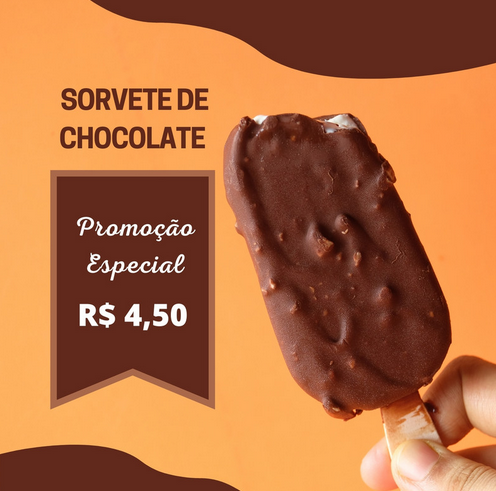 SORVETE DE
CHOCOLATE
Promoção
Especial
R$ 4,50